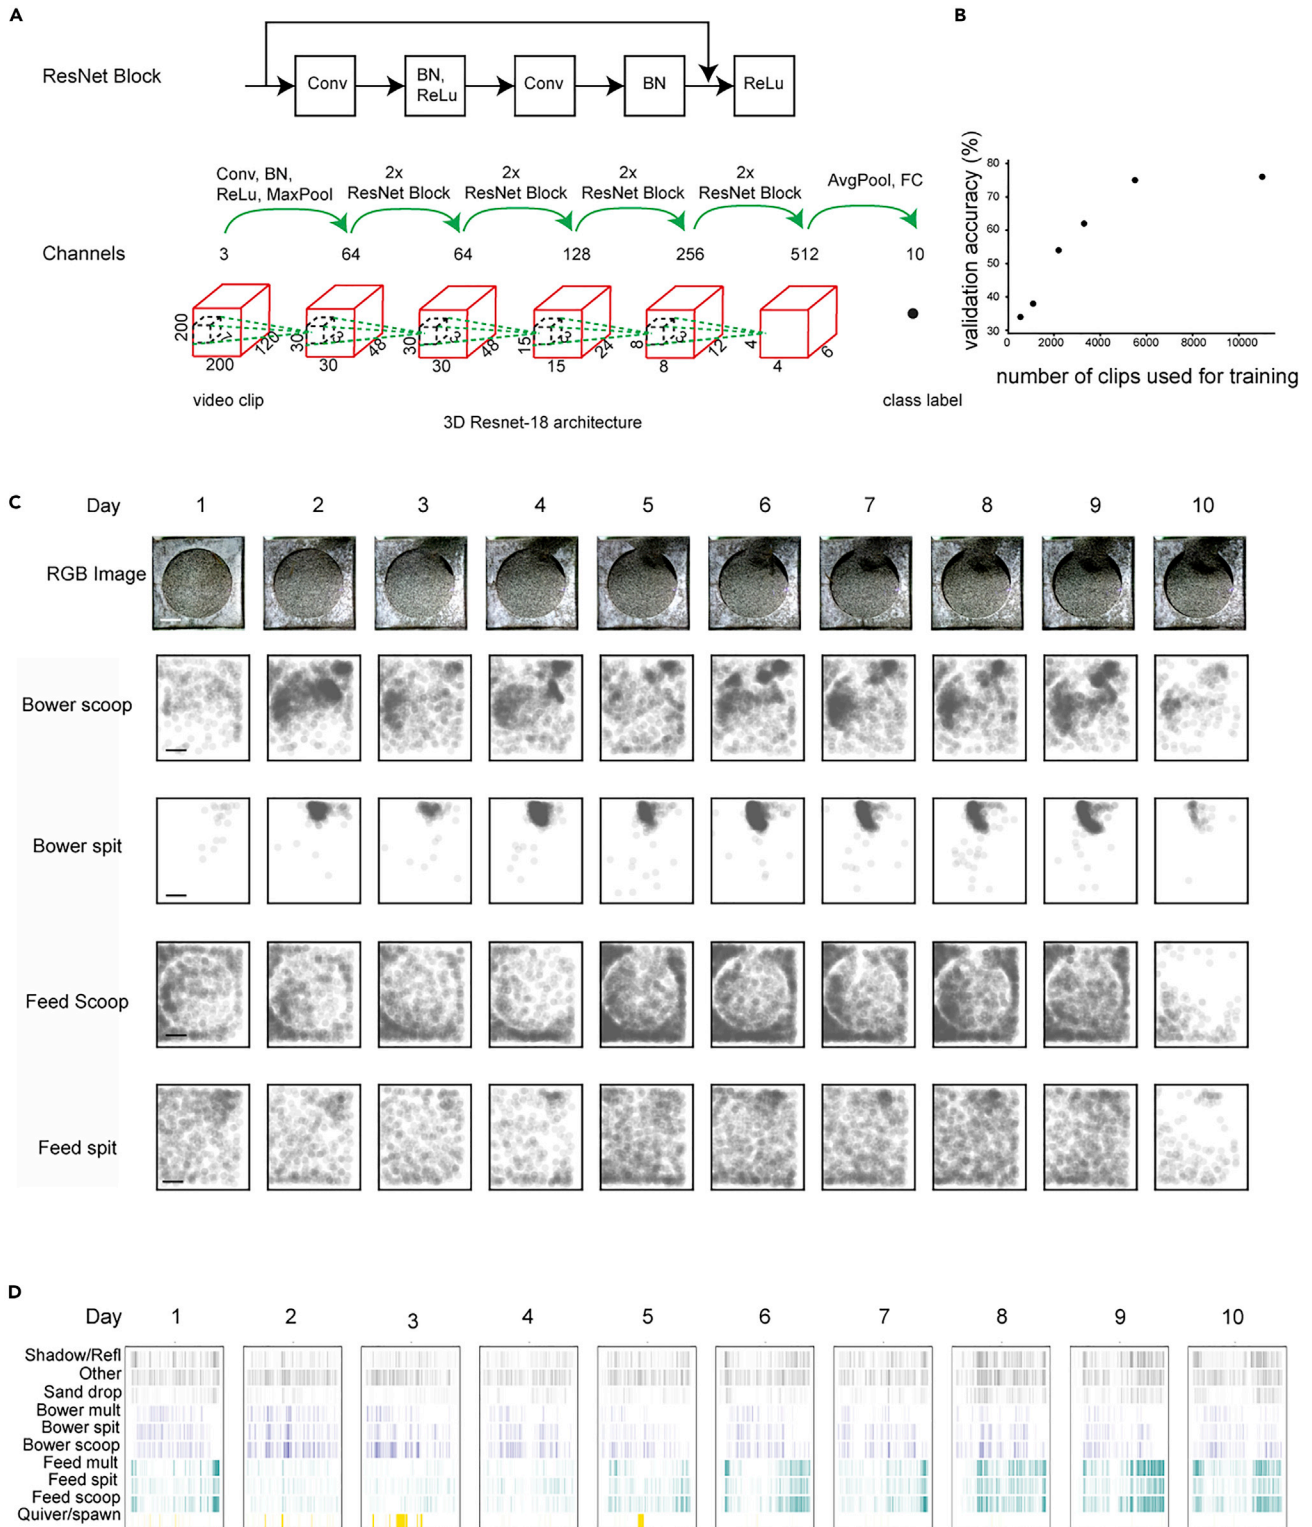 A
B
ResNet Block
Conv
BN,
ReLu
Conv
BN
ReLu
Conv, BN,
ReLu, MaxPool
2x
ResNet Block
2x
ResNet Block
2x
ResNet Block
2x
ResNet Block
AvgPool, FC
Channels
3
64
64
128
256
512
10
200
7
120
200
30
3
48
30
30
3
48
30
15
3
24
15
8
3
12
8
4
6
4
video clip
class label
3D Resnet-18 architecture
validation accuracy (%)
80
70
60
50
40
30
0 2000 4000 6000 8000 10000
number of clips used for training
C
Day 1 2 3 4 5 6 7 8 9 10
RGB Image
Bower scoop
Bower spit
Feed Scoop
Feed spit
D
Day 1 2 3 4 5 6 7 8 9 10
Shadow/Refl
Other
Sand drop
Bower mult
Bower spit
Bower scoop
Feed mult
Feed spit
Feed scoop
Quiver/spawn